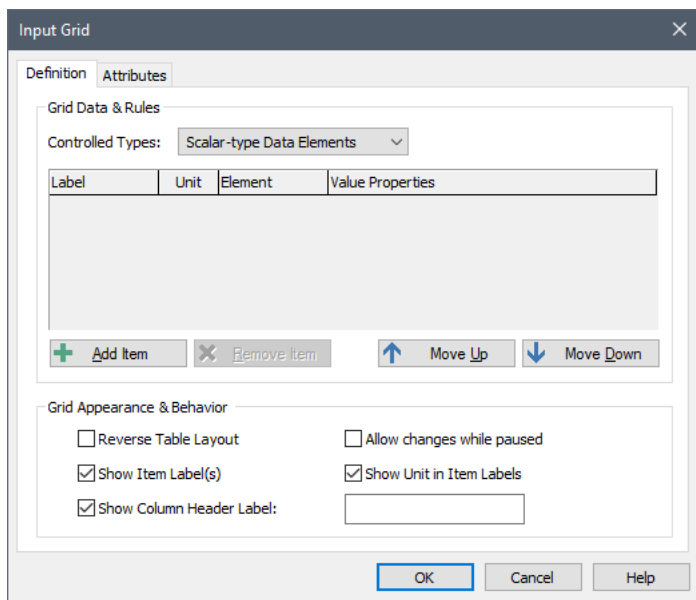 Input Grid
Definition Attributes
Grid Data & Rules
Controlled Types: Scalar-type Data Elements
Label Unit Element Value Properties
Add Item Remove Item Move Up Move Down
Grid Appearance & Behavior
Reverse Table Layout Allow changes while paused
Show Item Label(s) Show Unit in Item Labels
Show Column Header Label:
OK Cancel Help